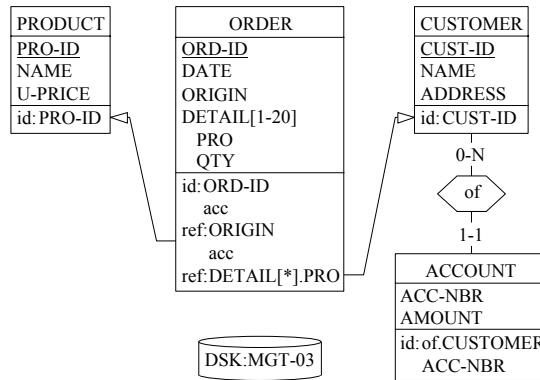 PRODUCT
PRO-ID
NAME
U-PRICE
id:PRO-ID
ORDER
ORD-ID
DATE
ORIGIN
DETAIL[1-20]
PRO
QTY
id:ORD-ID
acc
ref:ORIGIN
acc
ref:DETAIL[*].PRO
CUSTOMER
CUST-ID
NAME
ADDRESS
id:CUST-ID
0-N
of
1-1
ACCOUNT
ACC-NBR
AMOUNT
id:of.CUSTOMER
ACC-NBR
DSK:MGT-03